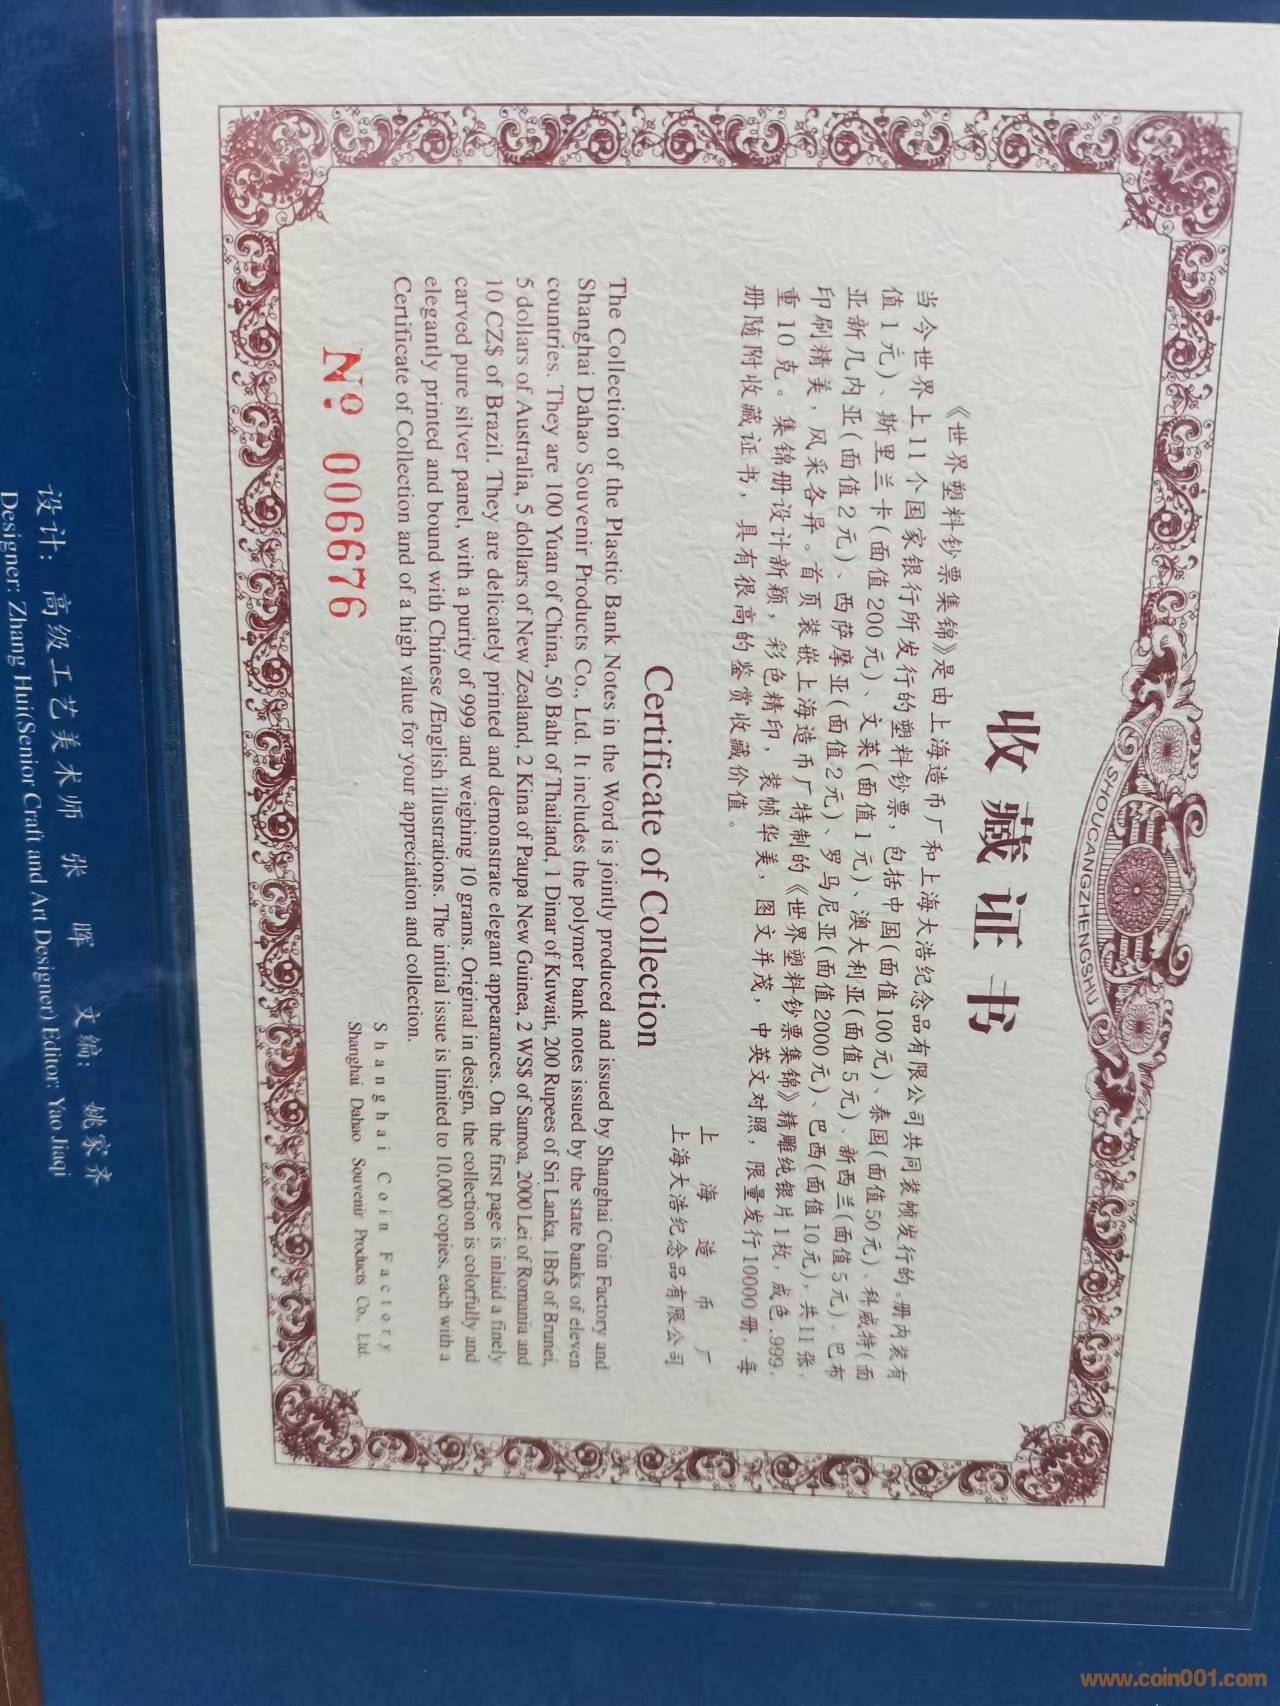 SHOUCANGZHENGSHU
收藏证书
《世界塑料钞票集锦》是由上海造币厂和上海大浩纪念品有限公司共同装帧发行的。册内装有
当今世界上11个国家银行所发行的塑料钞票，包括中国(面值100元)、泰国(面值50元)、科威特(面
值1元)、斯里兰卡(面值200元)、文莱(面值1元)、澳大利亚(面值5元)、新西兰(面值5元)、巴布
亚新几内亚(面值2元)、西萨摩亚(面值2元)、罗马尼亚(面值2000元)、巴西(面值10元)，共11张，
印刷精美，风采各异。首页装嵌上海造币厂特制的《世界塑料钞票集锦》精雕纯银片1枚，成色.999，
重10克。集锦册设计新颖，彩色精印，装帧华美，图文并茂，中英文对照，限量发行10000册，每
册随附收藏证书，具有很高的鉴赏收藏价值。
上海造币厂
上海大浩纪念品有限公司
Certificate of Collection
The Collection of the Plastic Bank Notes in the Word is jointly produced and issued by Shanghai Coin Factory and
Shanghai Dahao Souvenir Products Co., Ltd. It includes the polymer bank notes issued by the state banks of eleven
countries. They are 100 Yuan of China, 50 Baht of Thailand, 1 Dinar of Kuwait, 200 Rupees of Sri Lanka, 1Br$ of Brunei,
5 dollars of Australia, 5 dollars of New Zealand, 2 Kina of Paupa New Guinea, 2 WS$ of Samoa, 2000 Lei of Romania and
10 CZ$ of Brazil. They are delicately printed and demonstrate elegant appearances. On the first page is inlaid a finely
carved pure silver panel, with a purity of 999 and weighing 10 grams. Original in design, the collection is colorfully and
elegantly printed and bound with Chinese /English illustrations. The initial issue is limited to 10,000 copies, each with a
Certificate of Collection and of a high value for your appreciation and collection.
Shanghai Coin Factory
Shanghai Dahao Souvenir Products Co., Ltd.
Nº 006676
设计：高级工艺美术师 张 晖 文编：姚家齐
Designer: Zhang Hui(Senior Craft and Art Designer) Editor: Yao Jiaqi
www.coin001.com